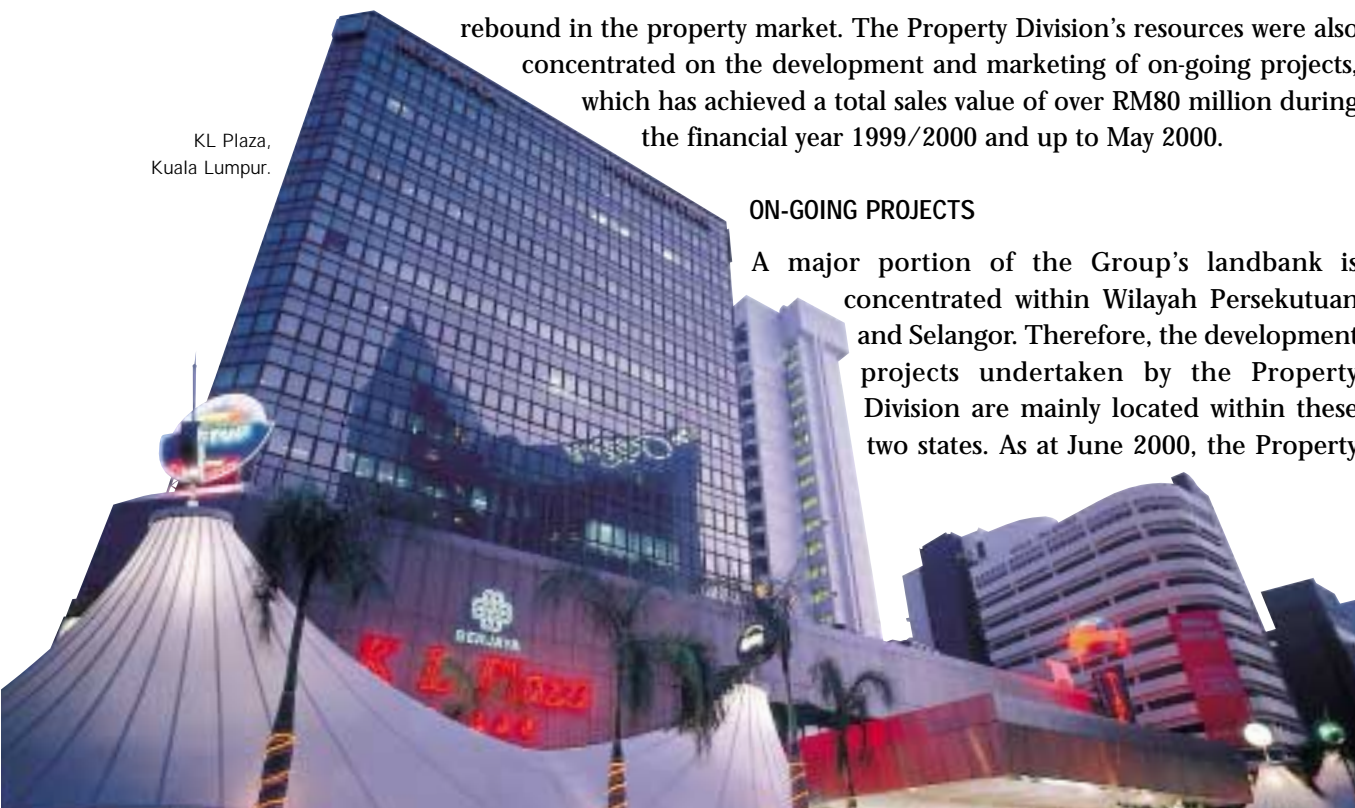 rebound in the property market. The Property Division's resources were also
concentrated on the development and marketing of on-going projects,
which has achieved a total sales value of over RM80 million during
the financial year 1999/2000 and up to May 2000.
KL Plaza,
Kuala Lumpur.
ON-GOING PROJECTS
A major portion of the Group's landbank is
concentrated within Wilayah Persekutuan
and Selangor. Therefore, the development
projects undertaken by the Property
Division are mainly located within these
two states. As at June 2000, the Property
BERJAYA
KL Plaza